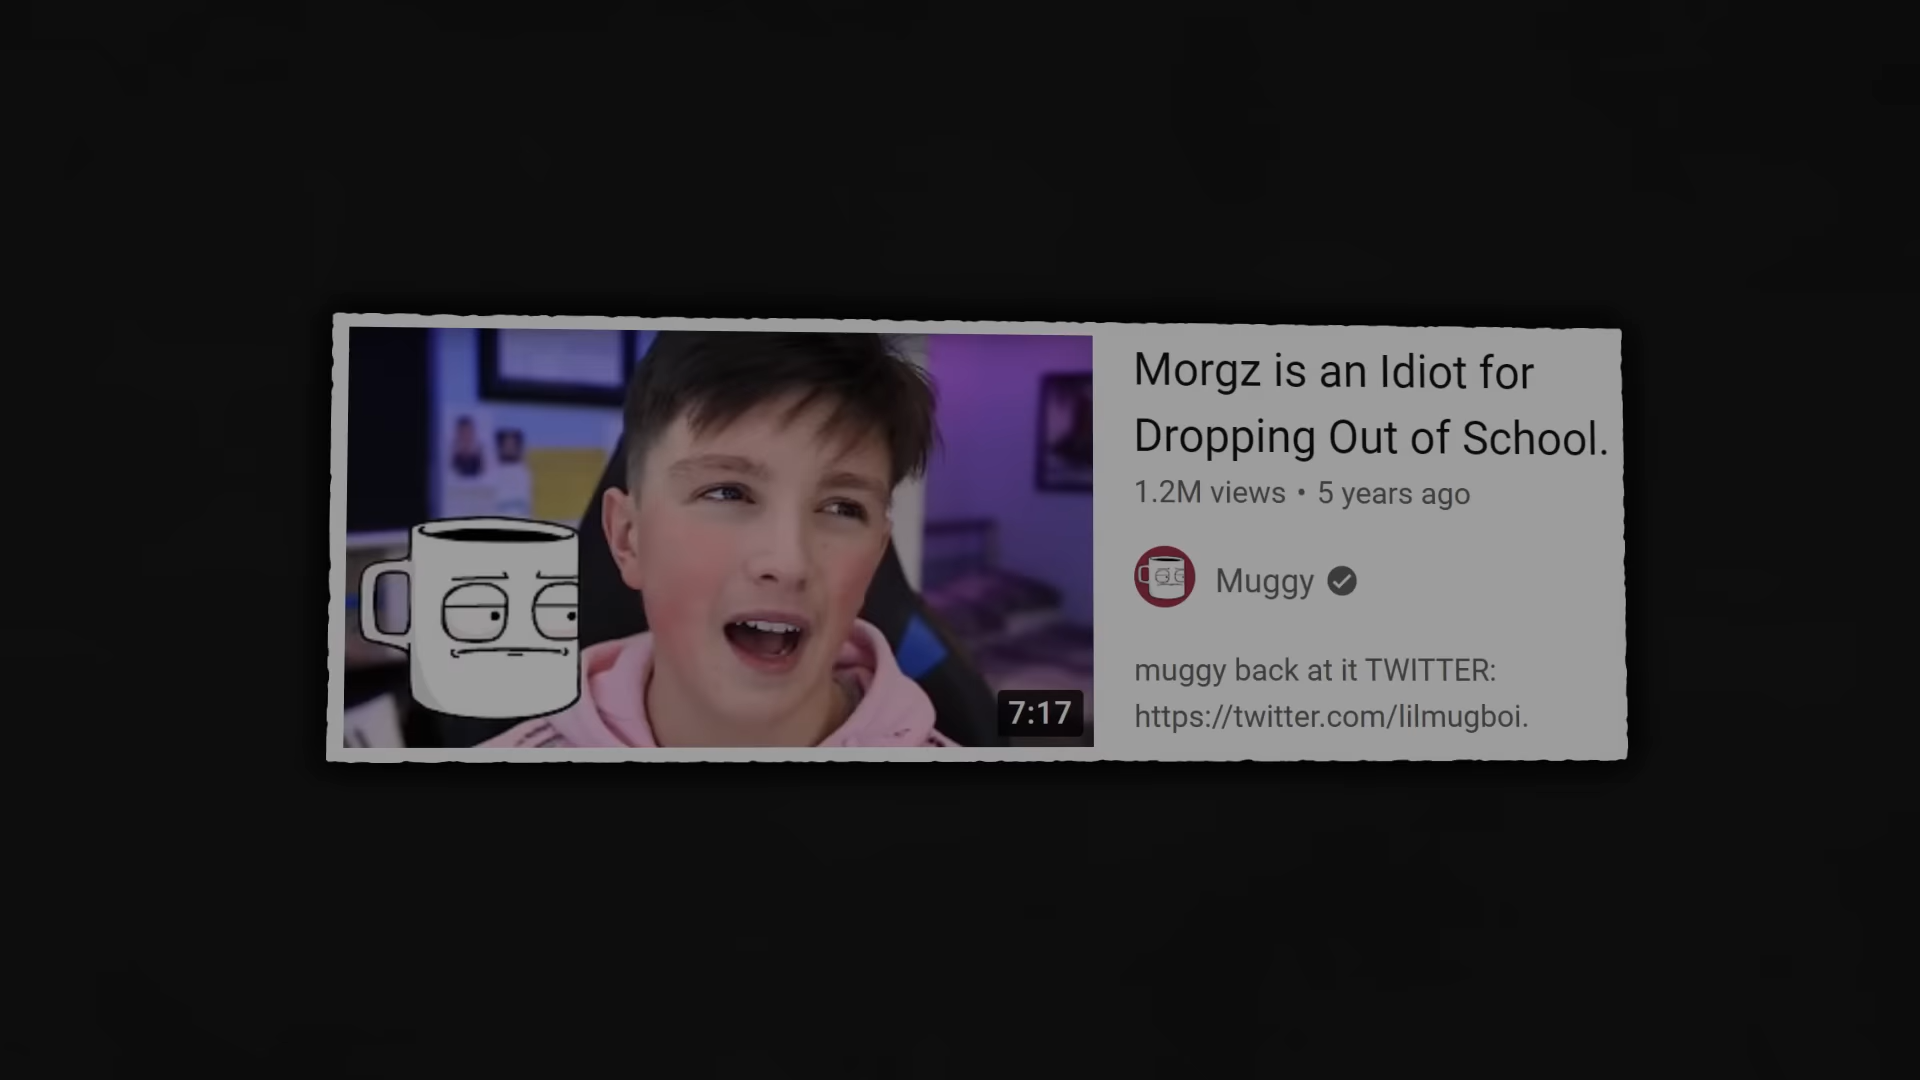 Morgz is an Idiot for
Dropping Out of School.
1.2M views • 5 years ago
Muggy
muggy back at it TWITTER:
https://twitter.com/lilmugboi.
7:17